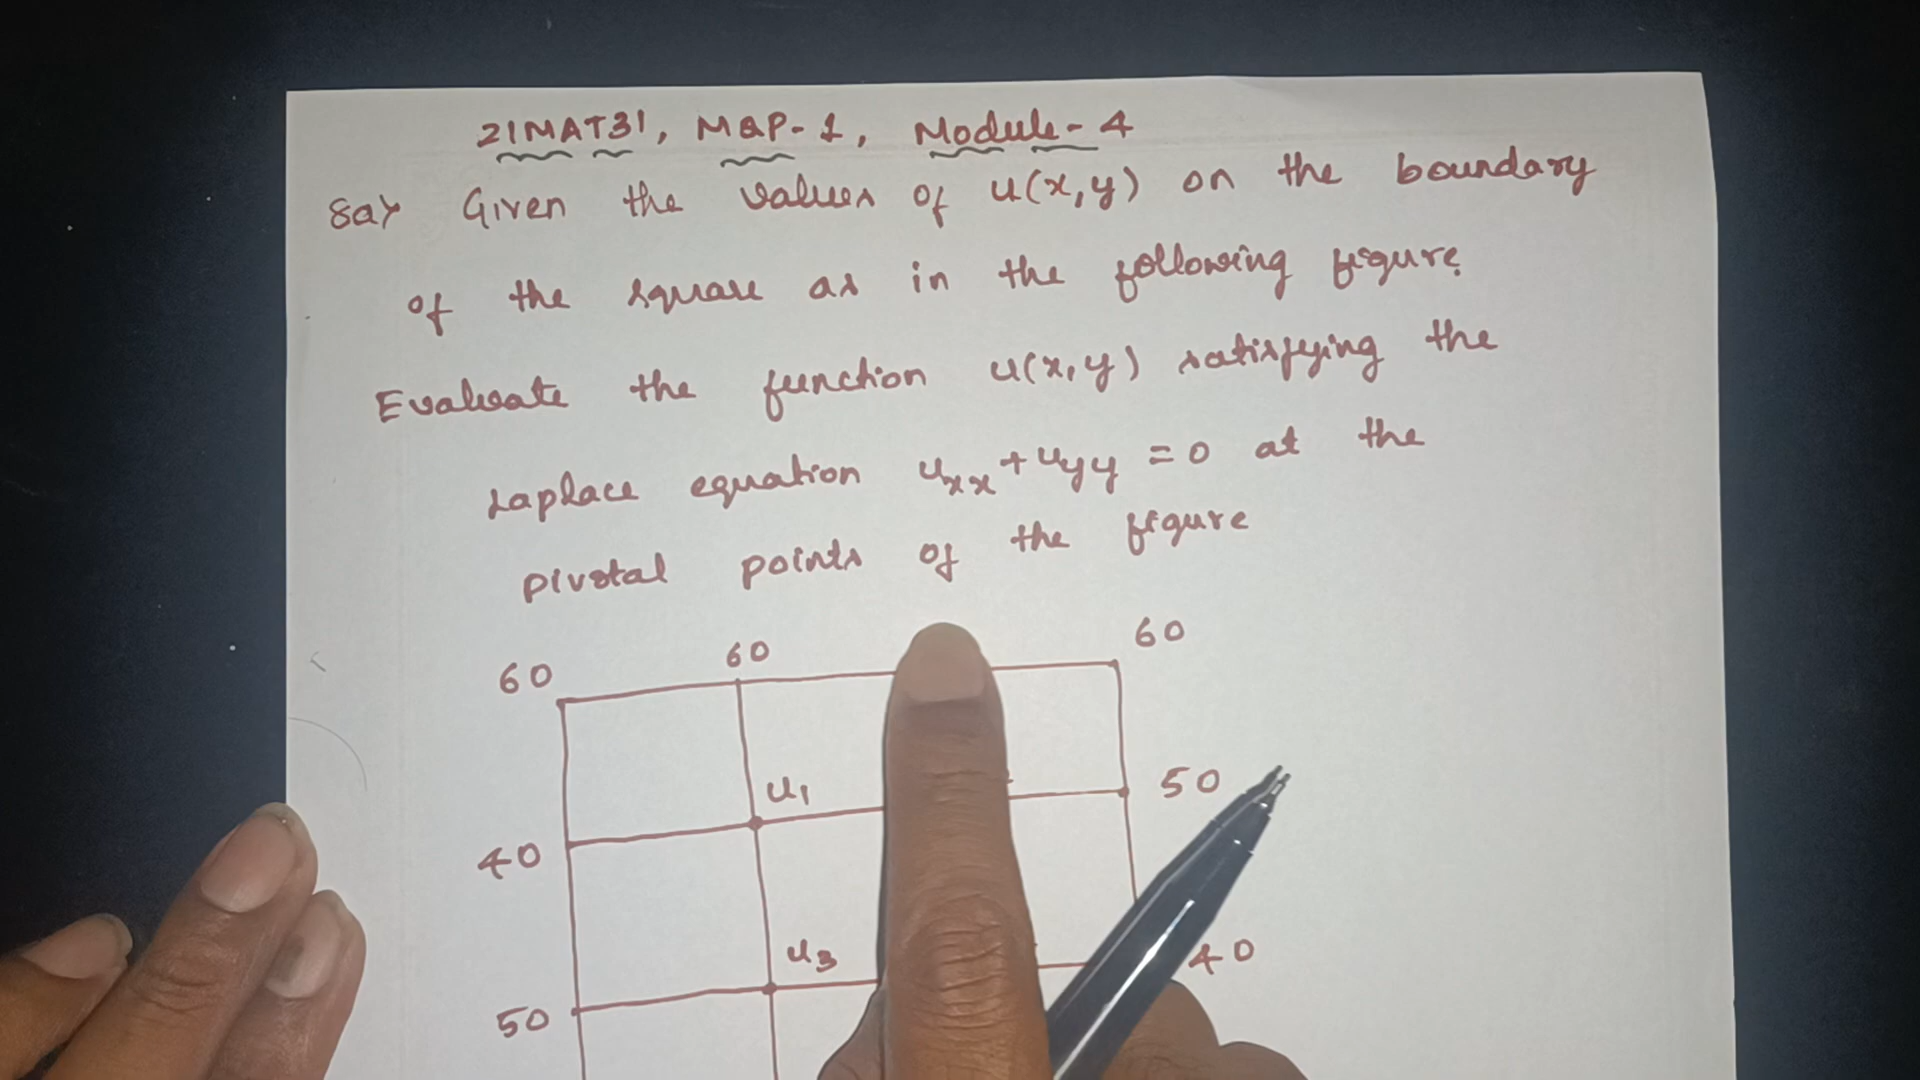 21MAT31, MQP-1, Module-4
8a) Given the values of u(x,y) on the boundary
of the square as in the following figure.
Evaluate the function u(x,y) satisfying the
Laplace equation uxx+uyy=0 at the
pivotal points of the figure
60 60 60
u1 50
40
u3 40
50